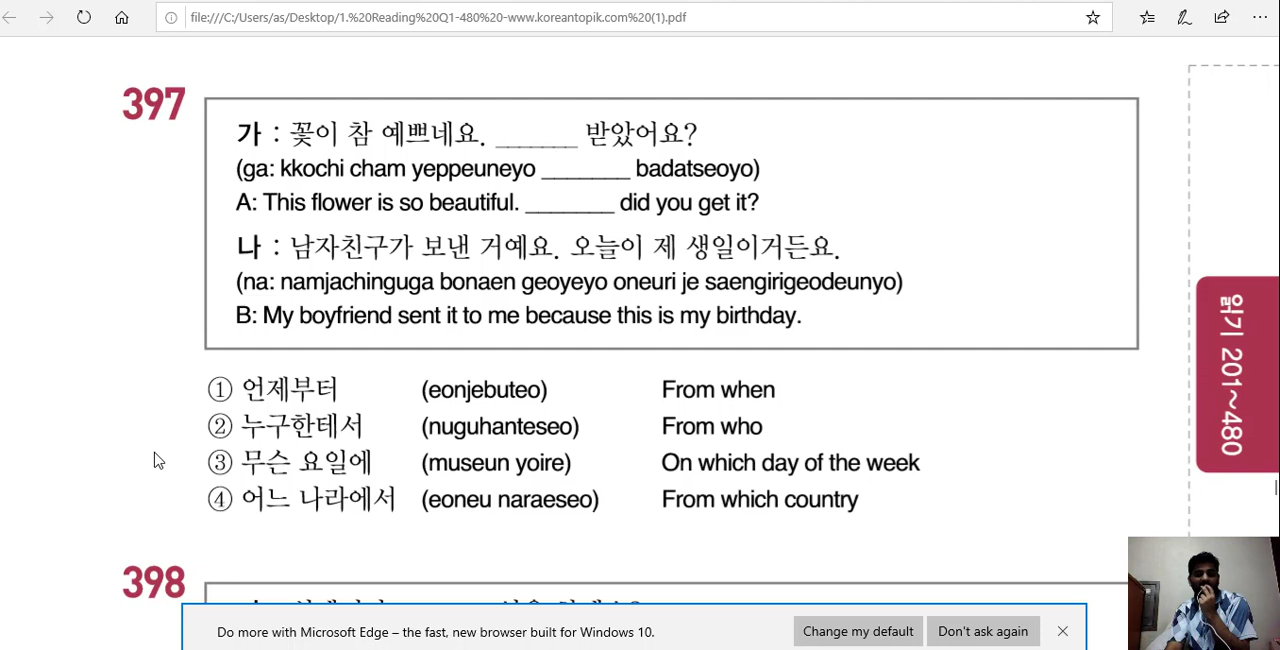 file:///C:/Users/as/Desktop/1.%20Reading%20Q1-480%20-www.koreantopik.com%20(1).pdf
397
가 : 꽃이 참 예쁘네요. _______ 받았어요?
(ga: kkochi cham yeppeuneyo _______ badatseoyo)
A: This flower is so beautiful. _______ did you get it?
나 : 남자친구가 보낸 거예요. 오늘이 제 생일이거든요.
(na: namjachinguga bonaen geoyeyo oneuri je saengirigeodeunyo)
B: My boyfriend sent it to me because this is my birthday.
① 언제부터 (eonjebuteo) From when
② 누구한테서 (nuguhanteseo) From who
③ 무슨 요일에 (museun yoire) On which day of the week
④ 어느 나라에서 (eoneu naraeseo) From which country
읽기 201~480
398
Do more with Microsoft Edge – the fast, new browser built for Windows 10.
Change my default
Don't ask again